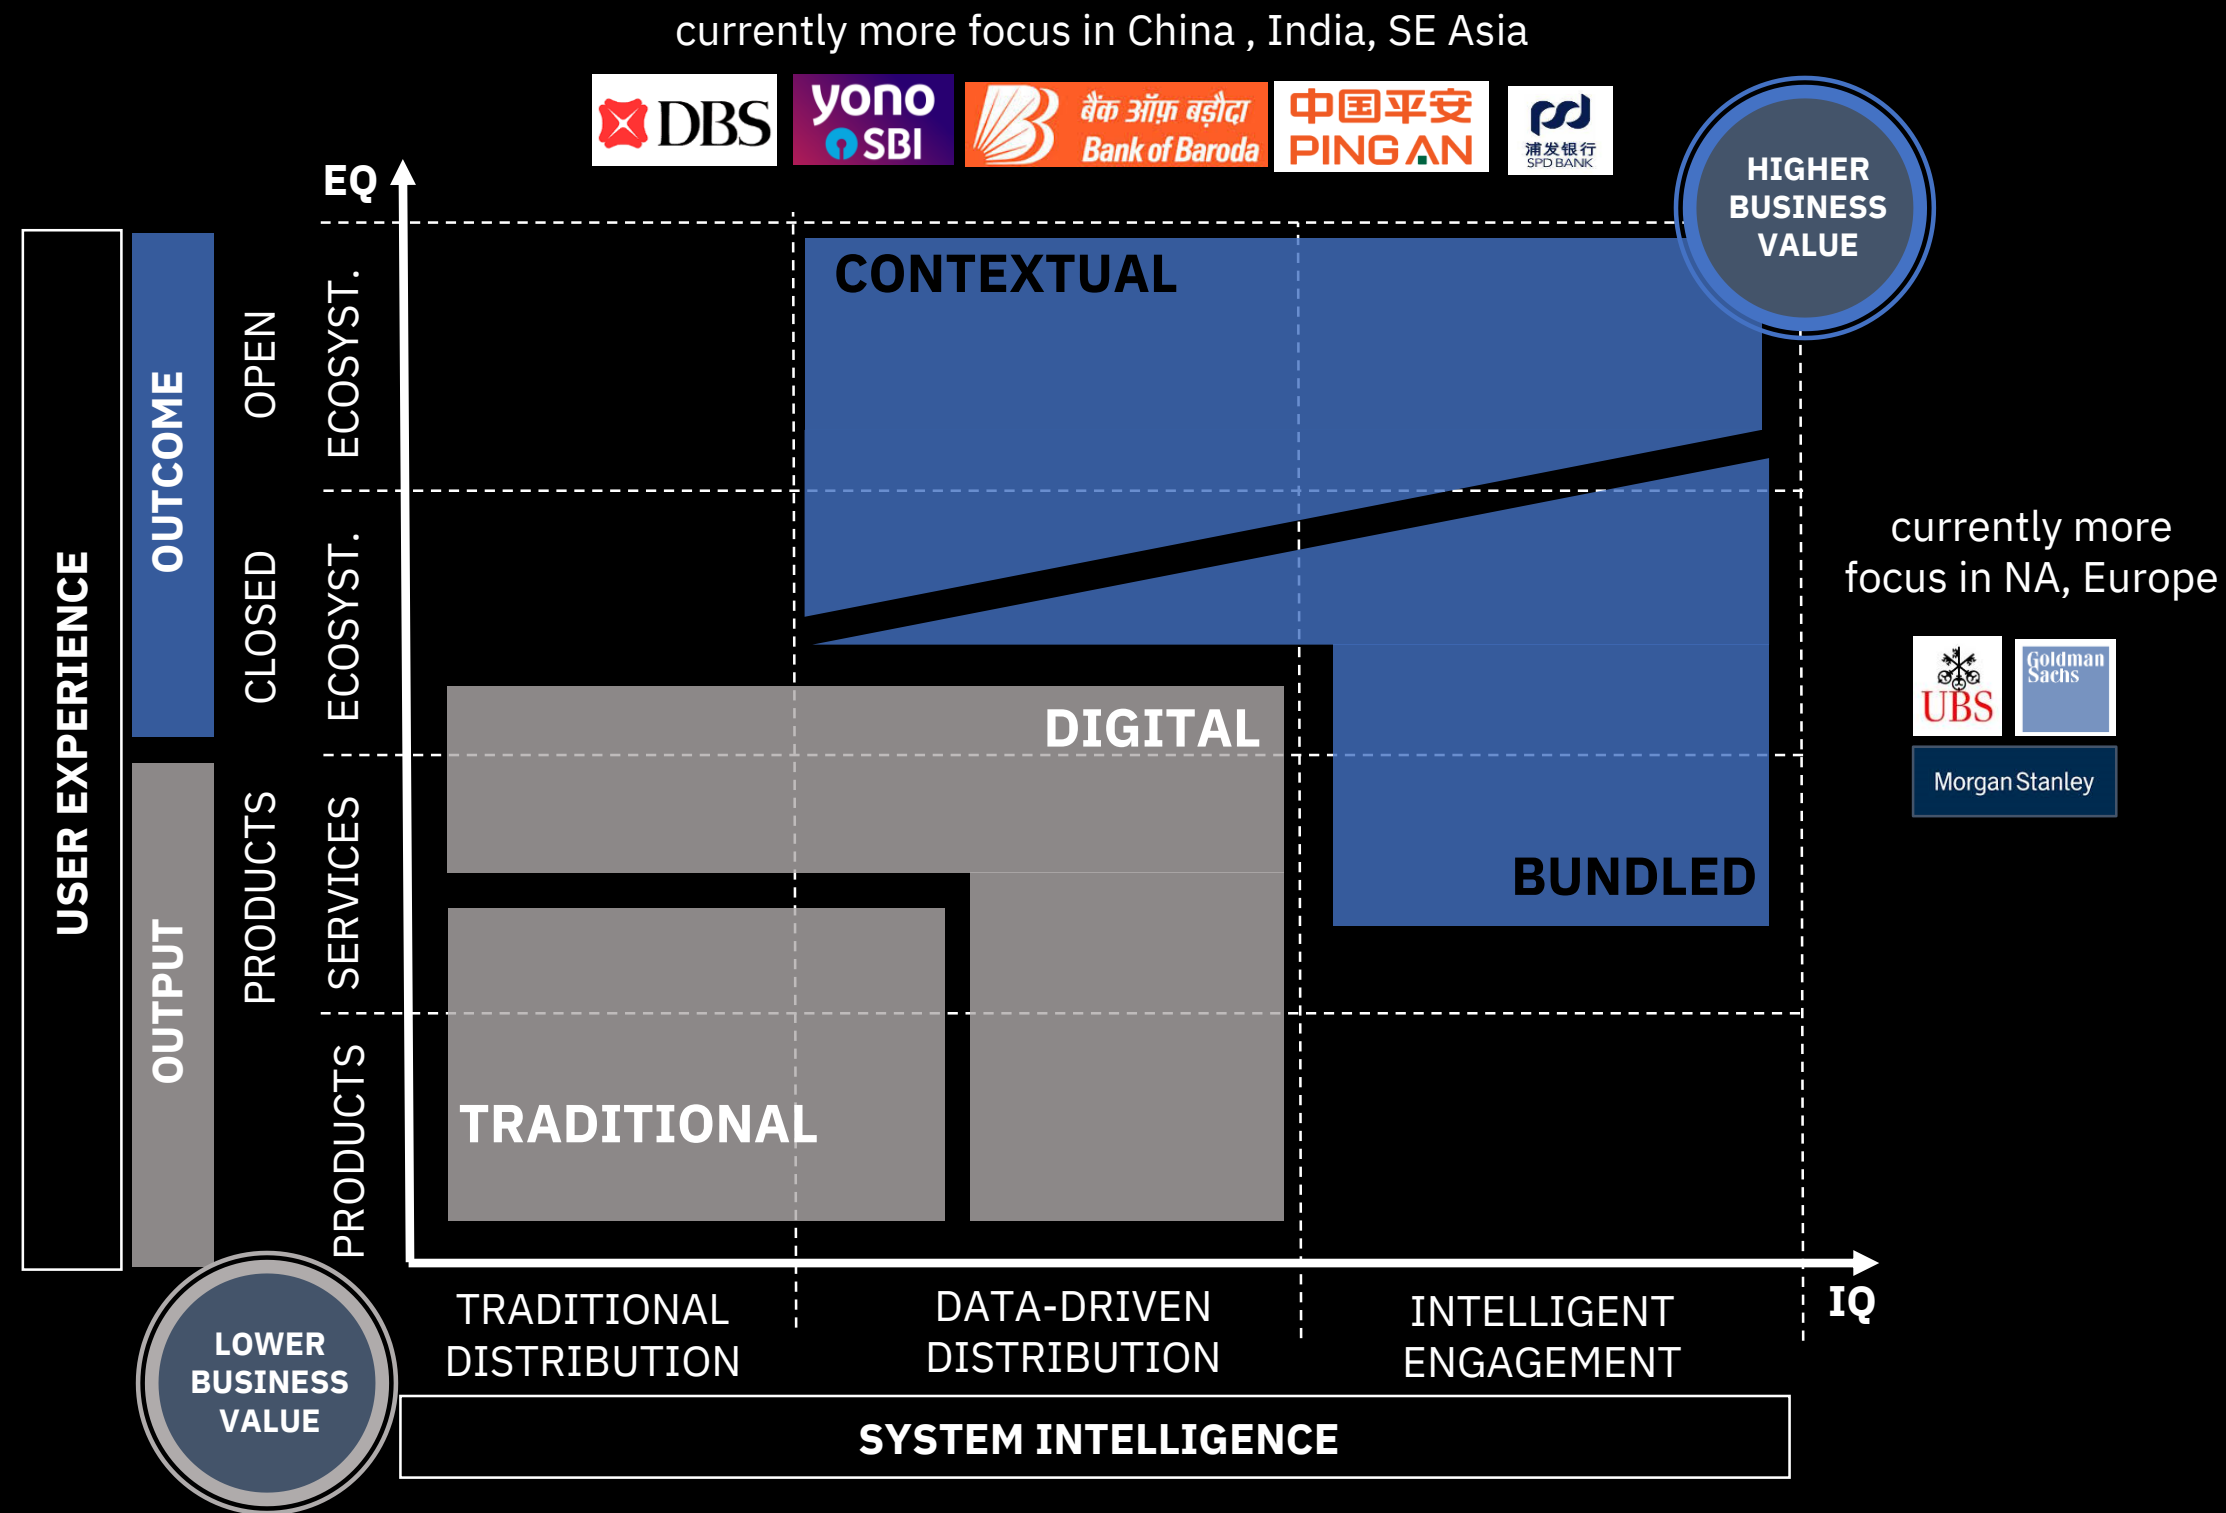 currently more focus in China , India, SE Asia
DBS
yono
SBI
बैंक ऑफ़ बड़ौदा
Bank of Baroda
中国平安
PING AN
浦发银行
SPD BANK
HIGHER
BUSINESS
VALUE
EQ
USER EXPERIENCE
OUTCOME
OUTPUT
OPEN
ECOSYST.
CLOSED
ECOSYST.
PRODUCTS
SERVICES
PRODUCTS
CONTEXTUAL
DIGITAL
BUNDLED
TRADITIONAL
currently more
focus in NA, Europe
UBS
Goldman
Sachs
Morgan Stanley
IQ
TRADITIONAL
DISTRIBUTION
DATA-DRIVEN
DISTRIBUTION
INTELLIGENT
ENGAGEMENT
LOWER
BUSINESS
VALUE
SYSTEM INTELLIGENCE